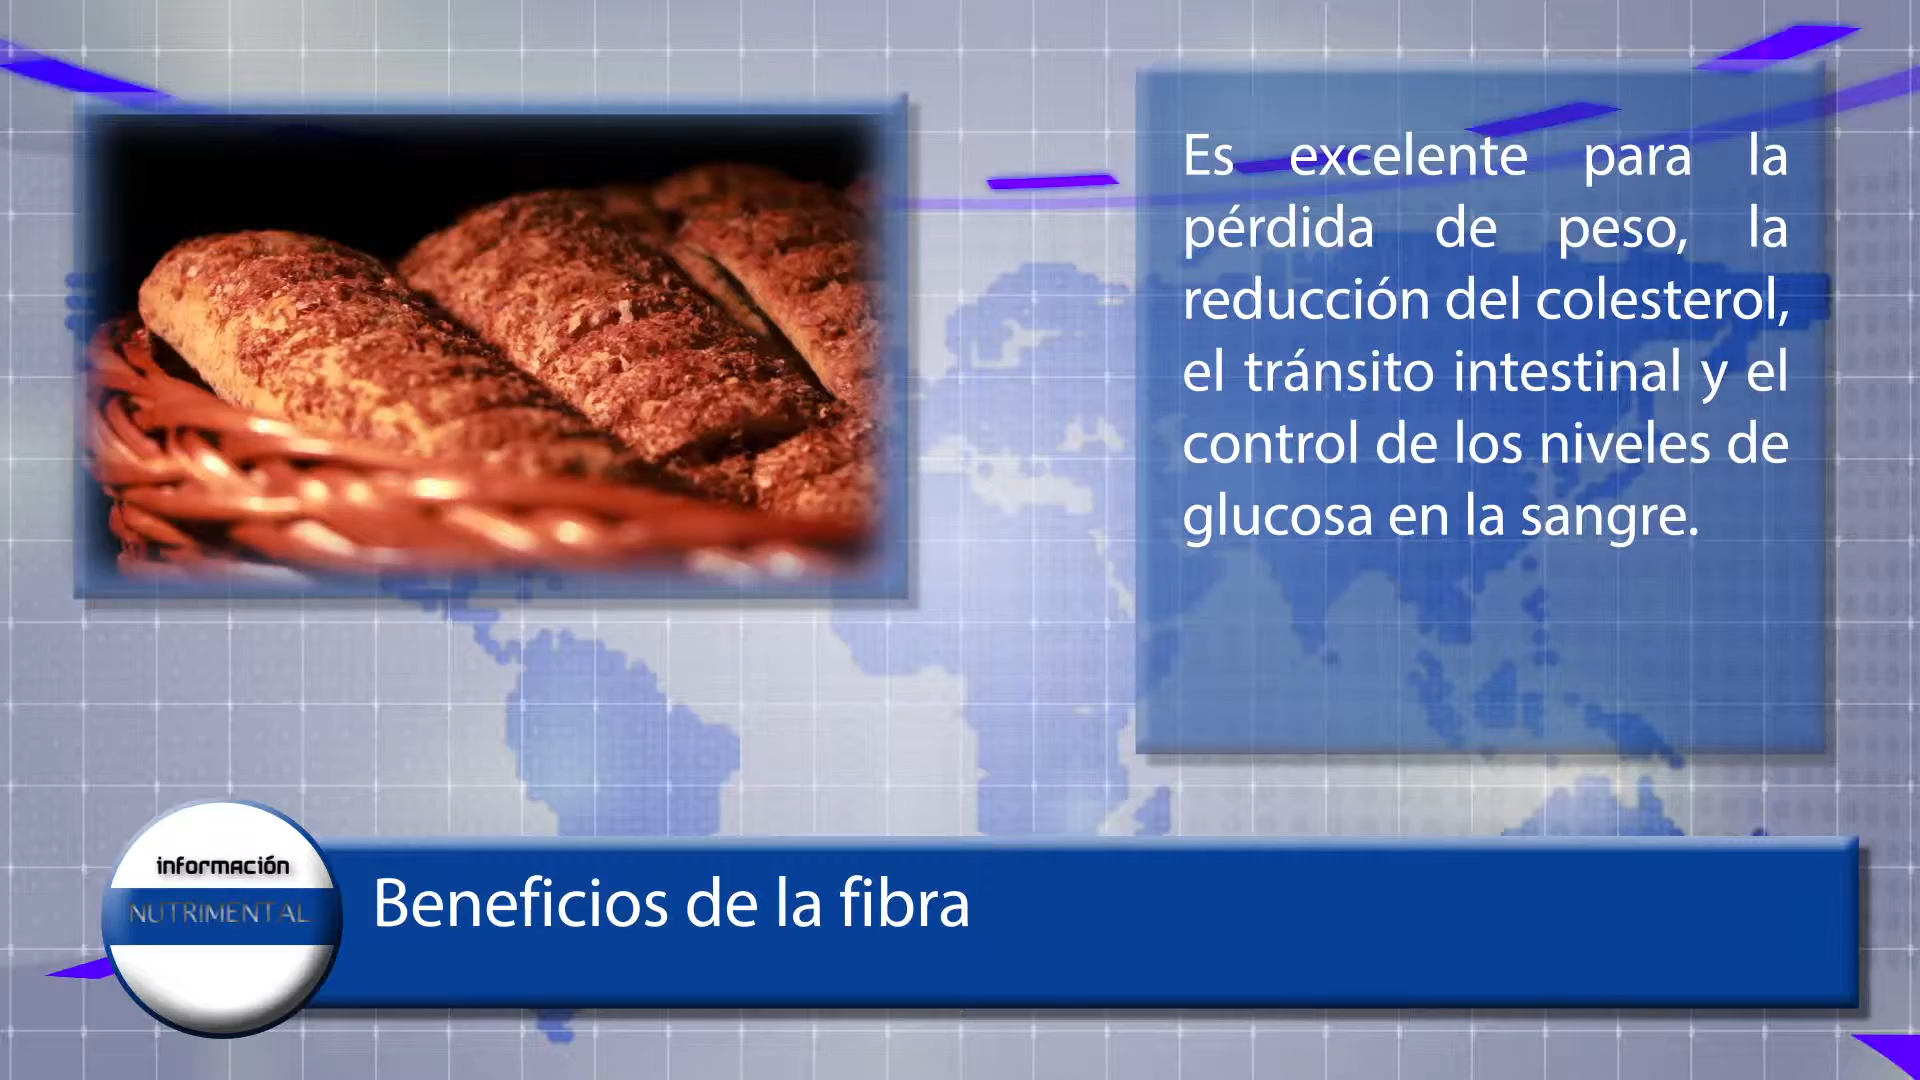 Es excelente para la
pérdida de peso, la
reducción del colesterol,
el tránsito intestinal y el
control de los niveles de
glucosa en la sangre.
información
NUTRIMENTAL
Beneficios de la fibra